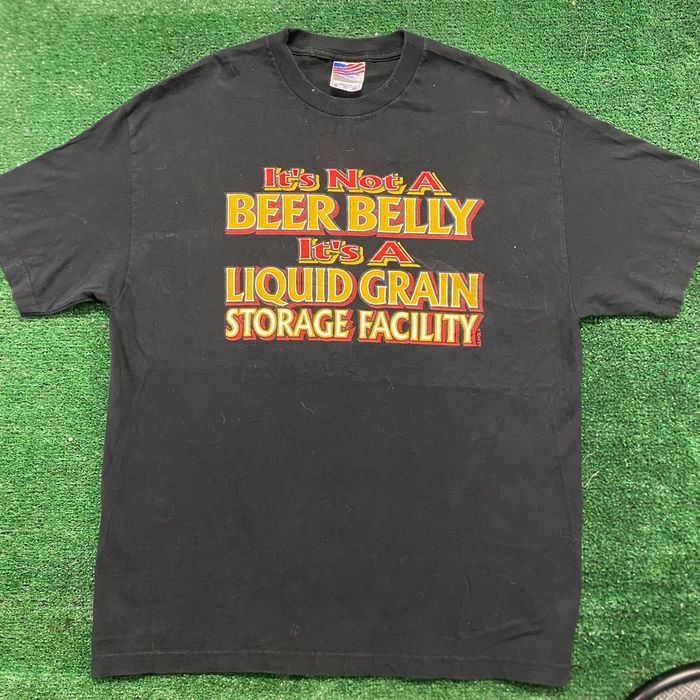 It's Not A
BEER BELLY
It's A
LIQUID GRAIN
STORAGE FACILITY